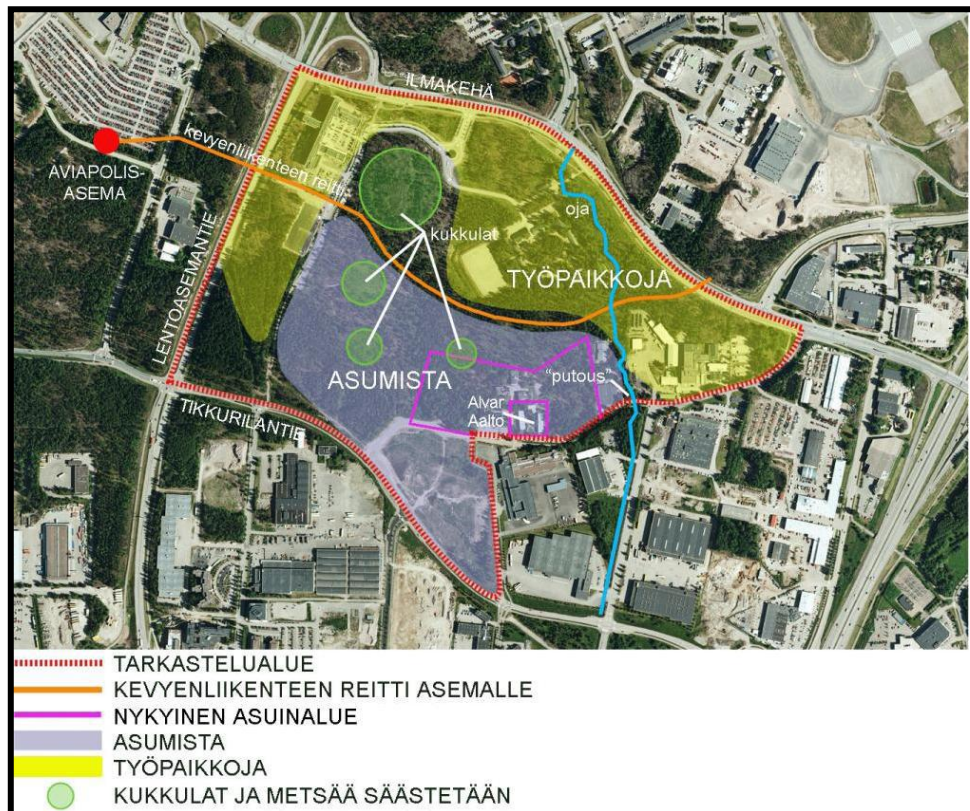 ILMAKEHÄ
kevyenliikenteen reitti
AVIAPOLIS-
ASEMA
LENTOASEMANTIE
oja
kukkulat
TYÖPAIKKOJA
ASUMISTA
"putous"
Alvar
Aalto
TIKKURILANTIE
TARKASTELUALUE
KEVYENLIIKENTEEN REITTI ASEMALLE
NYKYINEN ASUINALUE
ASUMISTA
TYÖPAIKKOJA
KUKKULAT JA METSÄÄ SÄÄSTETÄÄN